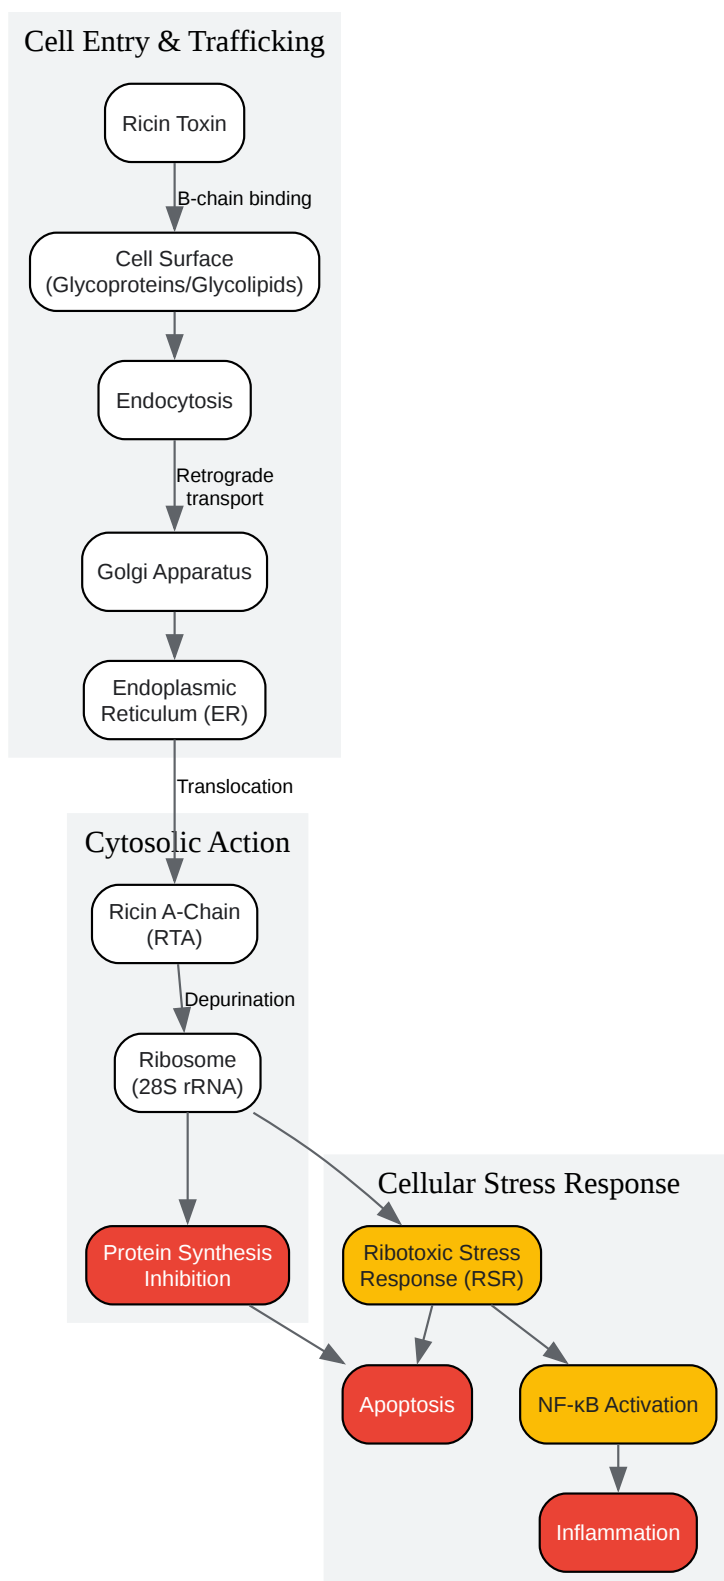 Cell Entry & Trafficking
Ricin Toxin
B-chain binding
Cell Surface
(Glycoproteins/Glycolipids)
Endocytosis
Retrograde
transport
Golgi Apparatus
Endoplasmic
Reticulum (ER)
Translocation
Cytosolic Action
Ricin A-Chain
(RTA)
Depurination
Ribosome
(28S rRNA)
Cellular Stress Response
Protein Synthesis
Inhibition
Ribotoxic Stress
Response (RSR)
Apoptosis
NF-κB Activation
Inflammation